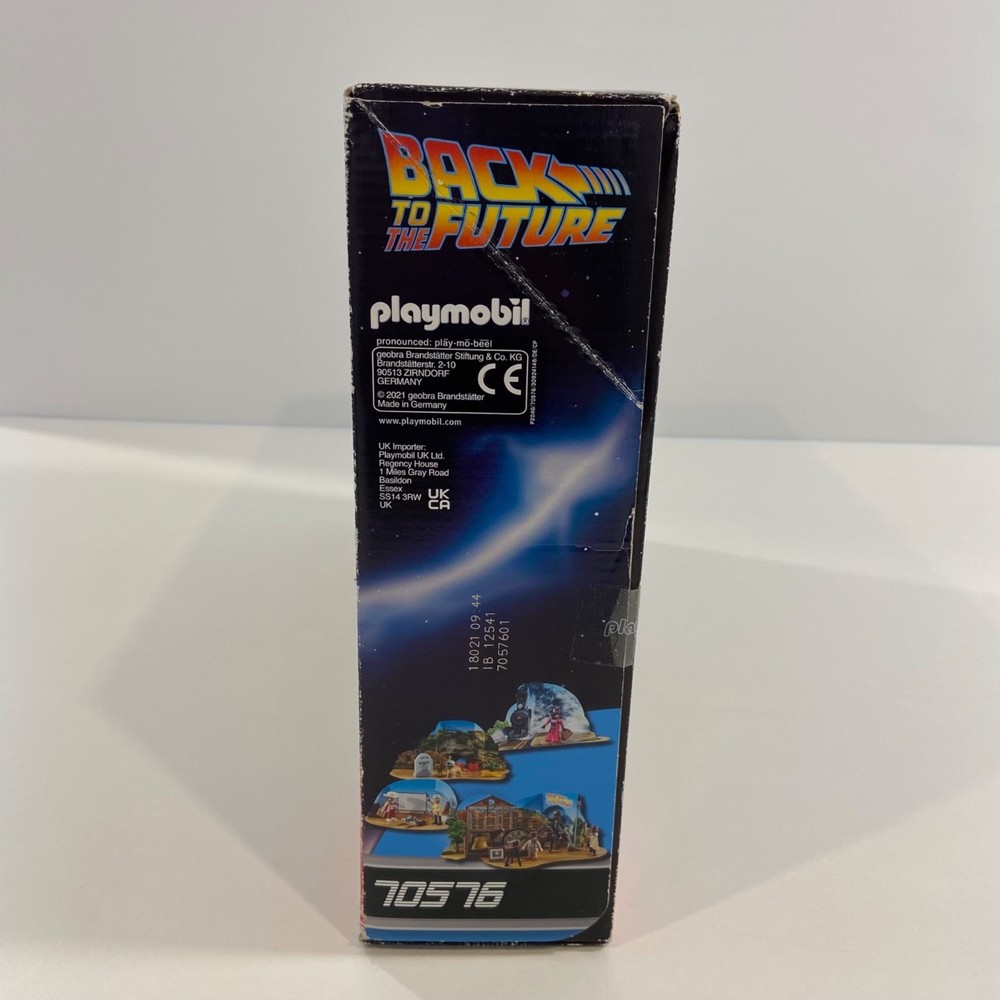 BACK
TO THE FUTURE
playmobil
pronounced: pläy-mō-bēēl
geobra Brandstätter Stiftung & Co. KG
Brandstätterstr. 2-10
90513 ZIRNDORF
GERMANY
CE
© 2021 geobra Brandstätter
Made in Germany
www.playmobil.com
UK Importer:
Playmobil UK Ltd.
Regency House
1 Miles Gray Road
Basildon
Essex
SS14 3RW
UK
UK
CA
18021 09:44
IB 12541
7057601
70576